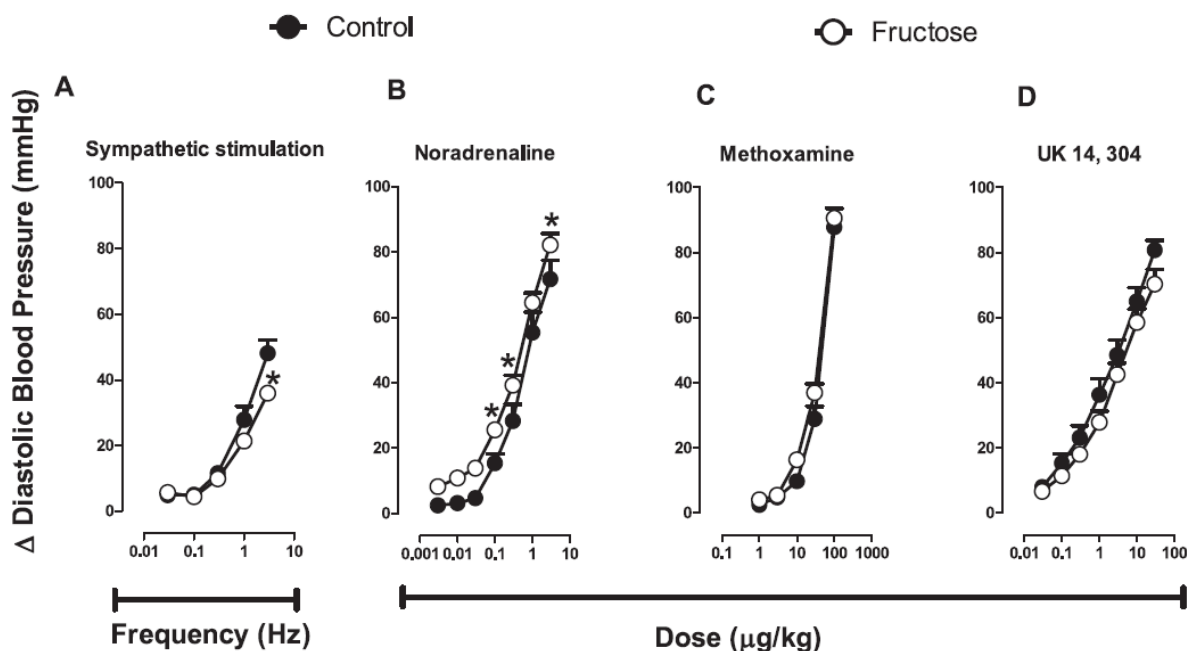 Control
Fructose
A
B
C
D
Δ Diastolic Blood Pressure (mmHg)
Sympathetic stimulation
Noradrenaline
Methoxamine
UK 14, 304
100
80
60
40
20
0
0.01 0.1 1 10
*
100
80
60
40
20
0
0.001 0.01 0.1 1 10
*
*
*
100
80
60
40
20
0
0.1 1 10 100 1000
100
80
60
40
20
0
0.01 0.1 1 10 100
Frequency (Hz)
Dose (μg/kg)